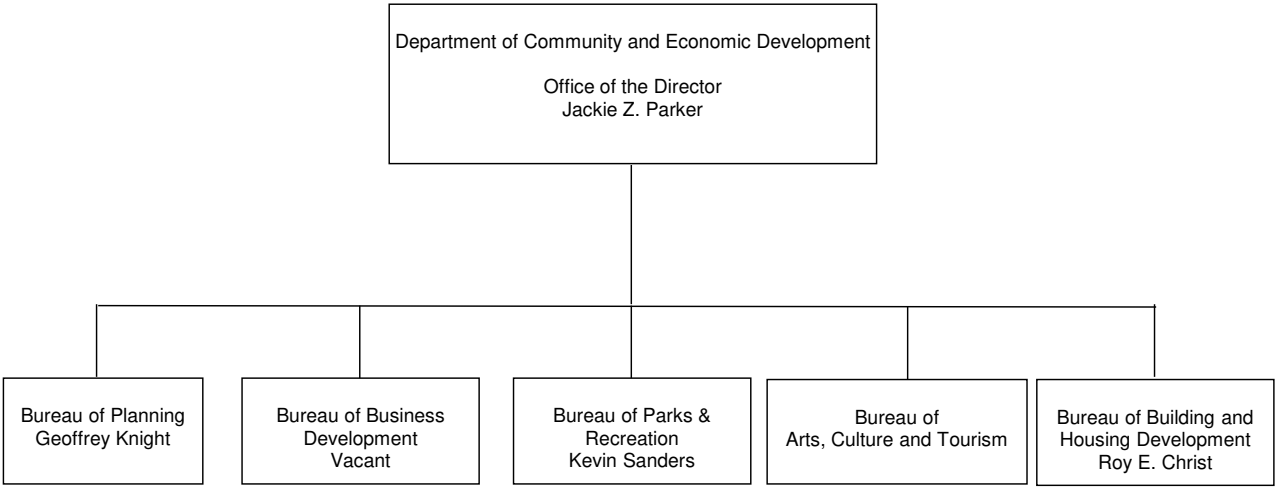 Department of Community and Economic Development
Office of the Director
Jackie Z. Parker
Bureau of Planning
Geoffrey Knight
Bureau of Business
Development
Vacant
Bureau of Parks &
Recreation
Kevin Sanders
Bureau of
Arts, Culture and Tourism
Bureau of Building and
Housing Development
Roy E. Christ